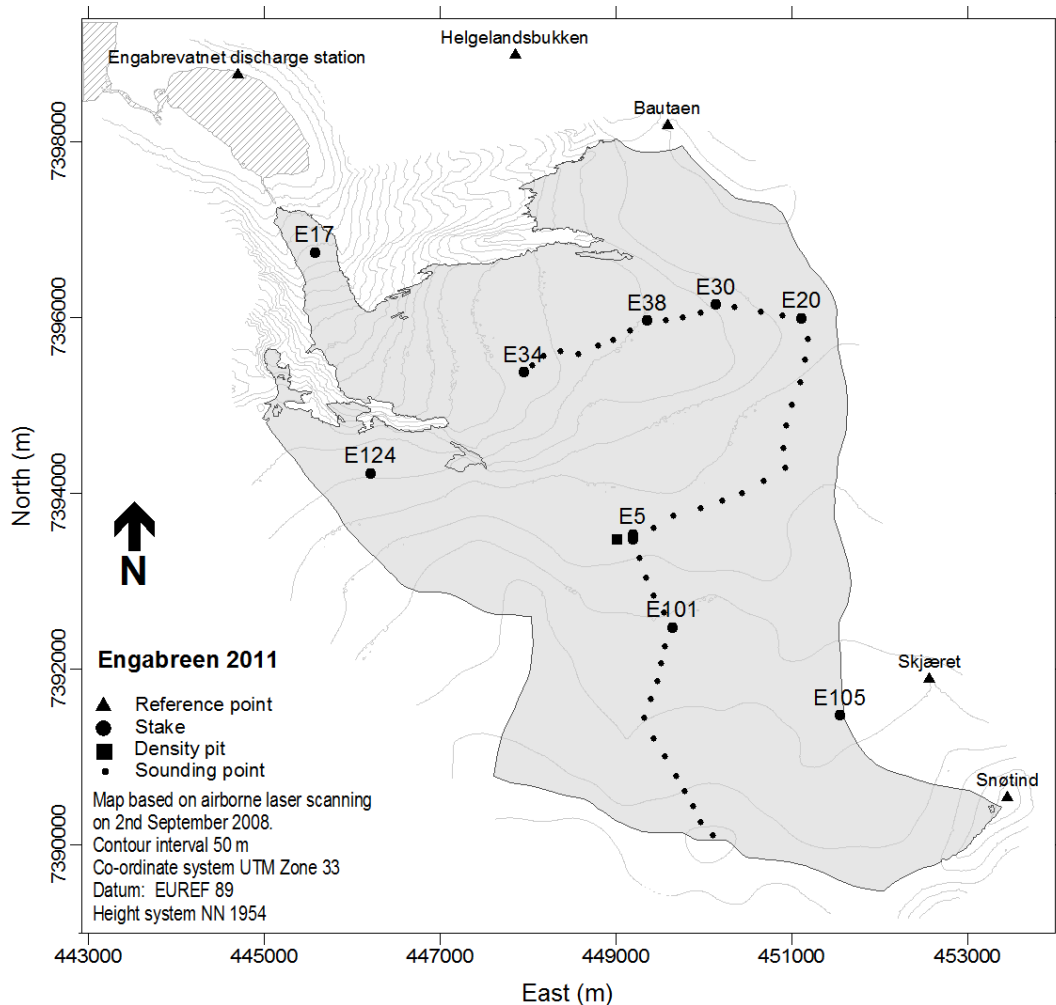 Helgelandsbukken
Engabrevatnet discharge station
Bautaen
7398000
E17
E30
E38
E20
7396000
E34
E124
North (m)
7394000
E5
N
E101
Engabreen 2011
Skjæret
7392000
Reference point
E105
Stake
Density pit
Sounding point
Snøtind
Map based on airborne laser scanning
on 2nd September 2008.
7390000
Contour interval 50 m
Co-ordinate system UTM Zone 33
Datum: EUREF 89
Height system NN 1954
443000 445000 447000 449000 451000 453000
East (m)